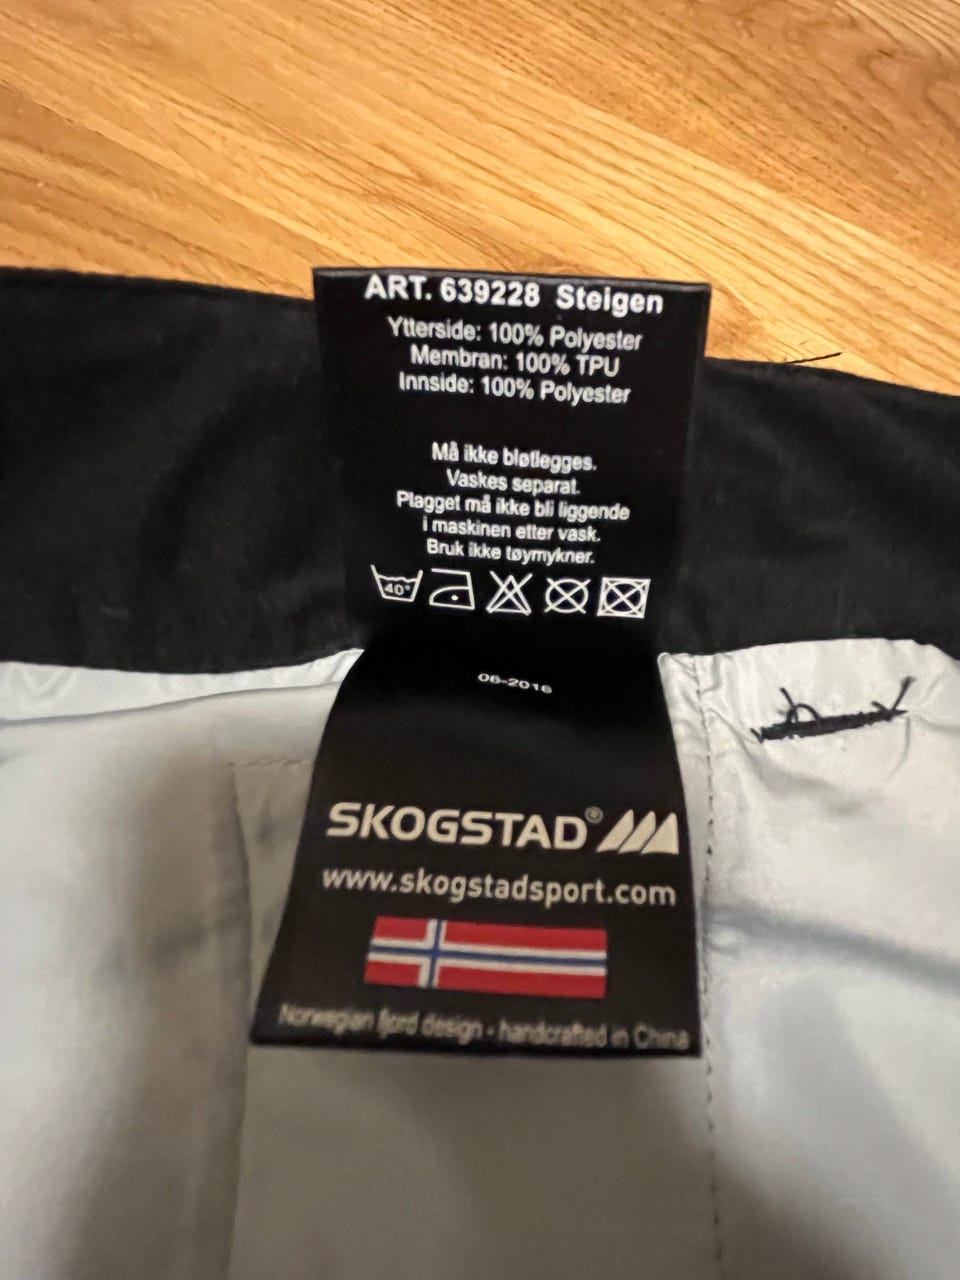 ART. 639228 Steigen
Ytterside: 100% Polyester
Membran: 100% TPU
Innside: 100% Polyester
Må ikke bløtlegges.
Vaskes separat.
Plagget må ikke bli liggende
i maskinen etter vask.
Bruk ikke tøymykner.
40°
06-2016
SKOGSTAD®
www.skogstadsport.com
Norwegian fjord design - handcrafted in China